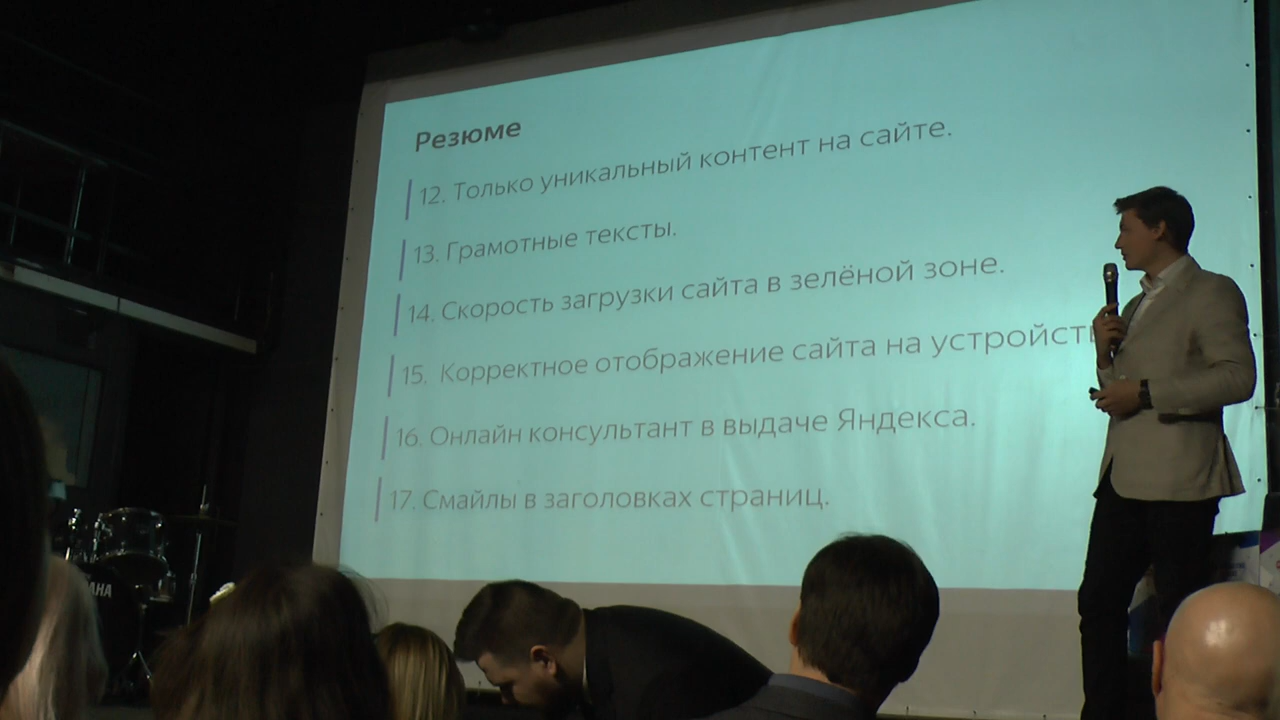 Резюме
12. Только уникальный контент на сайте.
13. Грамотные тексты.
14. Скорость загрузки сайта в зелёной зоне.
15. Корректное отображение сайта на
16. Онлайн консультант в выдаче Яндекса.
17. Смайлы в заголовках страниц.